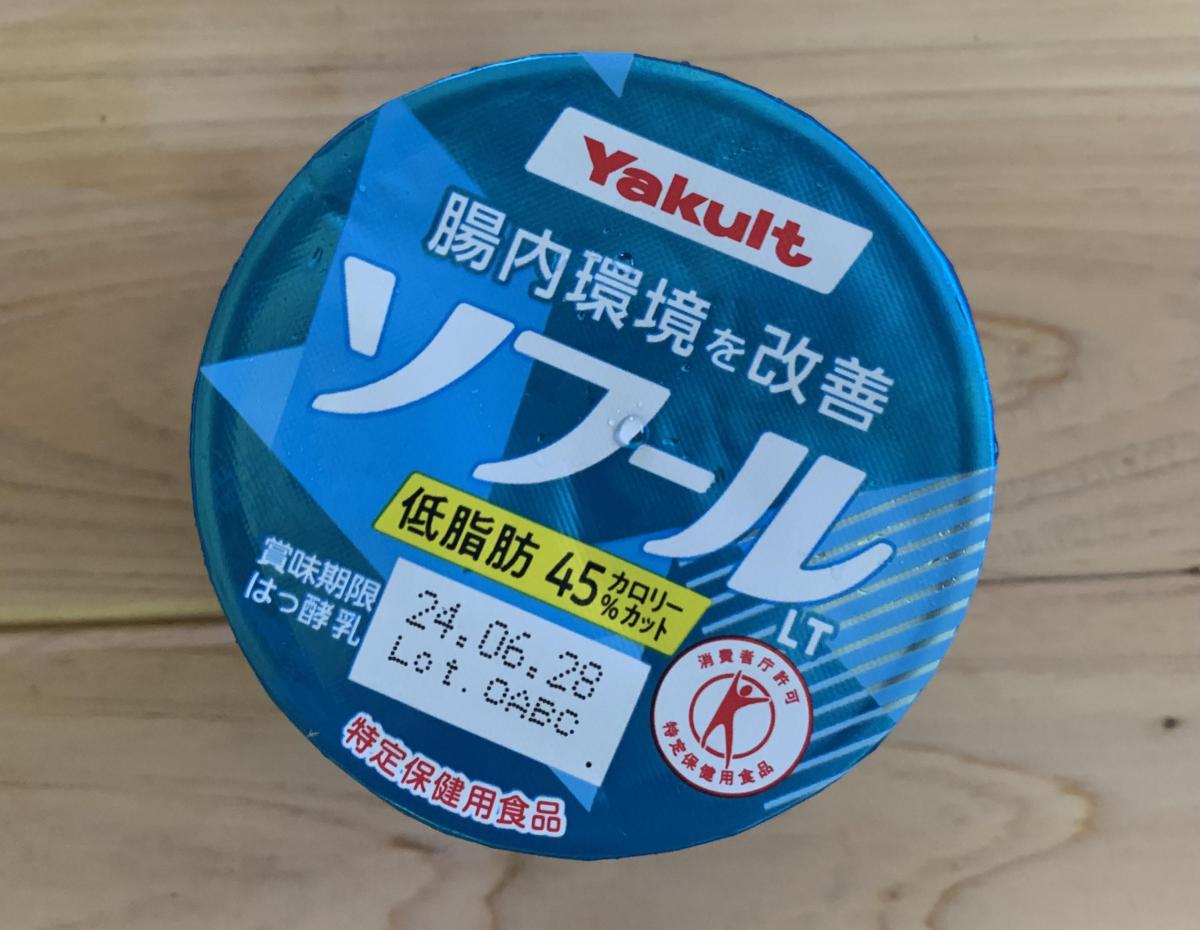 Yakult
腸内環境を改善
ソフール
LT
低脂肪 45%カロリーカット
賞味期限
はっ酵乳
24.06.28
Lot. OABC
消費者庁許可
特定保健用食品
特定保健用食品